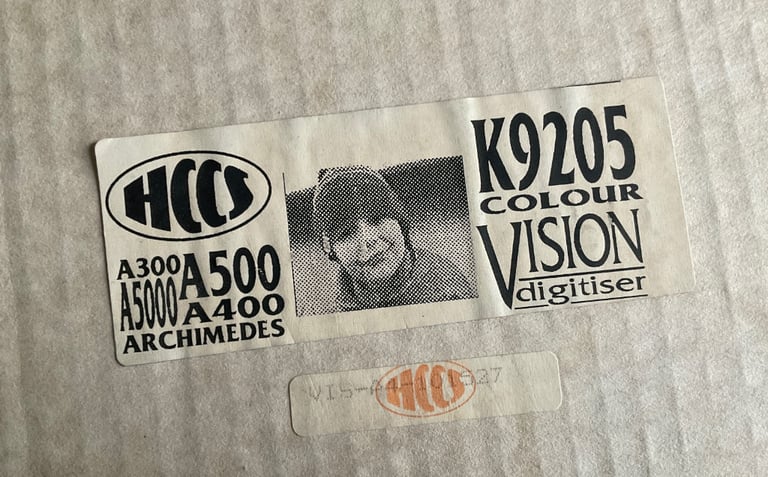 HCCS
A300 A500
A5000 A400
ARCHIMEDES
K9205
COLOUR
VISION
digitiser
HCCS